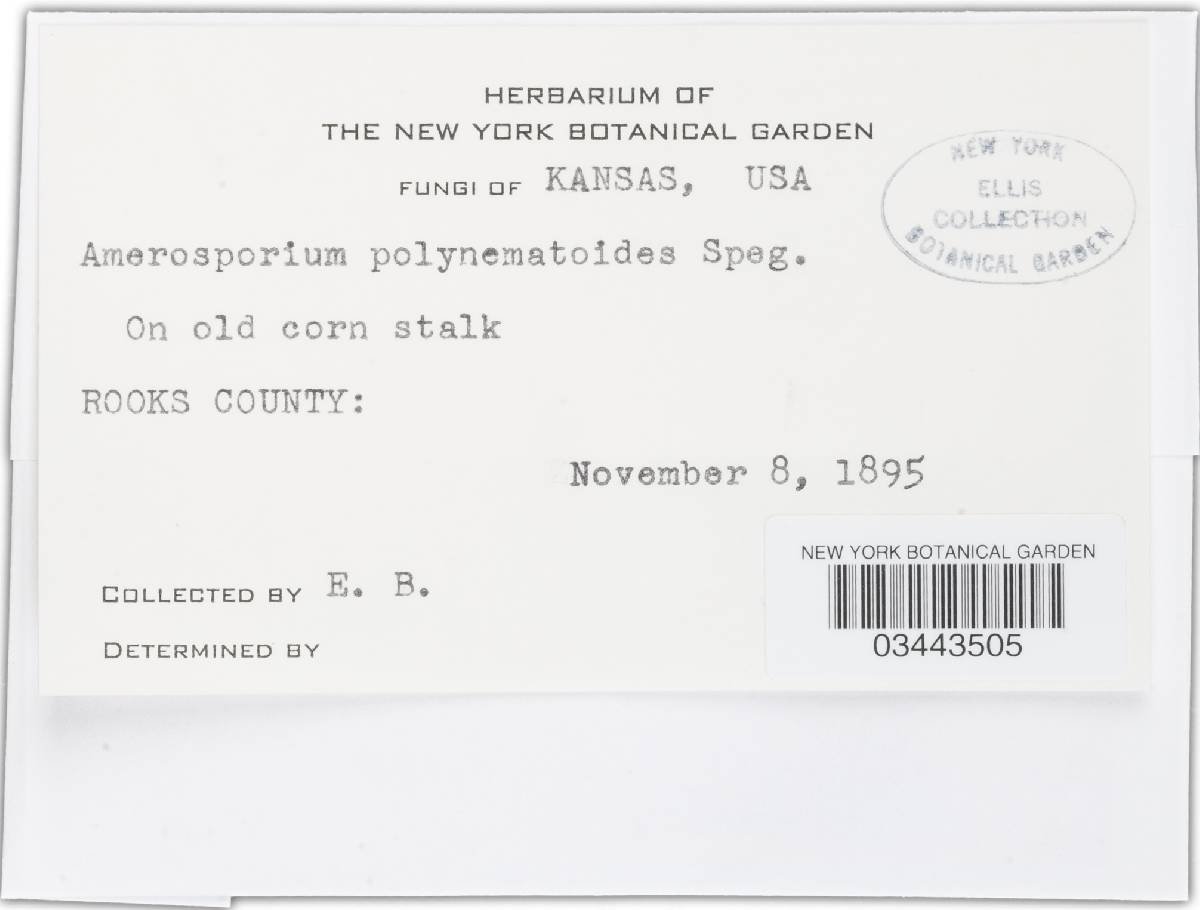 HERBARIUM OF
THE NEW YORK BOTANICAL GARDEN
FUNGI OF KANSAS, USA
NEW YORK
ELLIS
COLLECTION
BOTANICAL GARDEN
Amerosporium polynematoides Speg.
On old corn stalk
ROOKS COUNTY:
November 8, 1895
COLLECTED BY E. B.
DETERMINED BY
NEW YORK BOTANICAL GARDEN
03443505